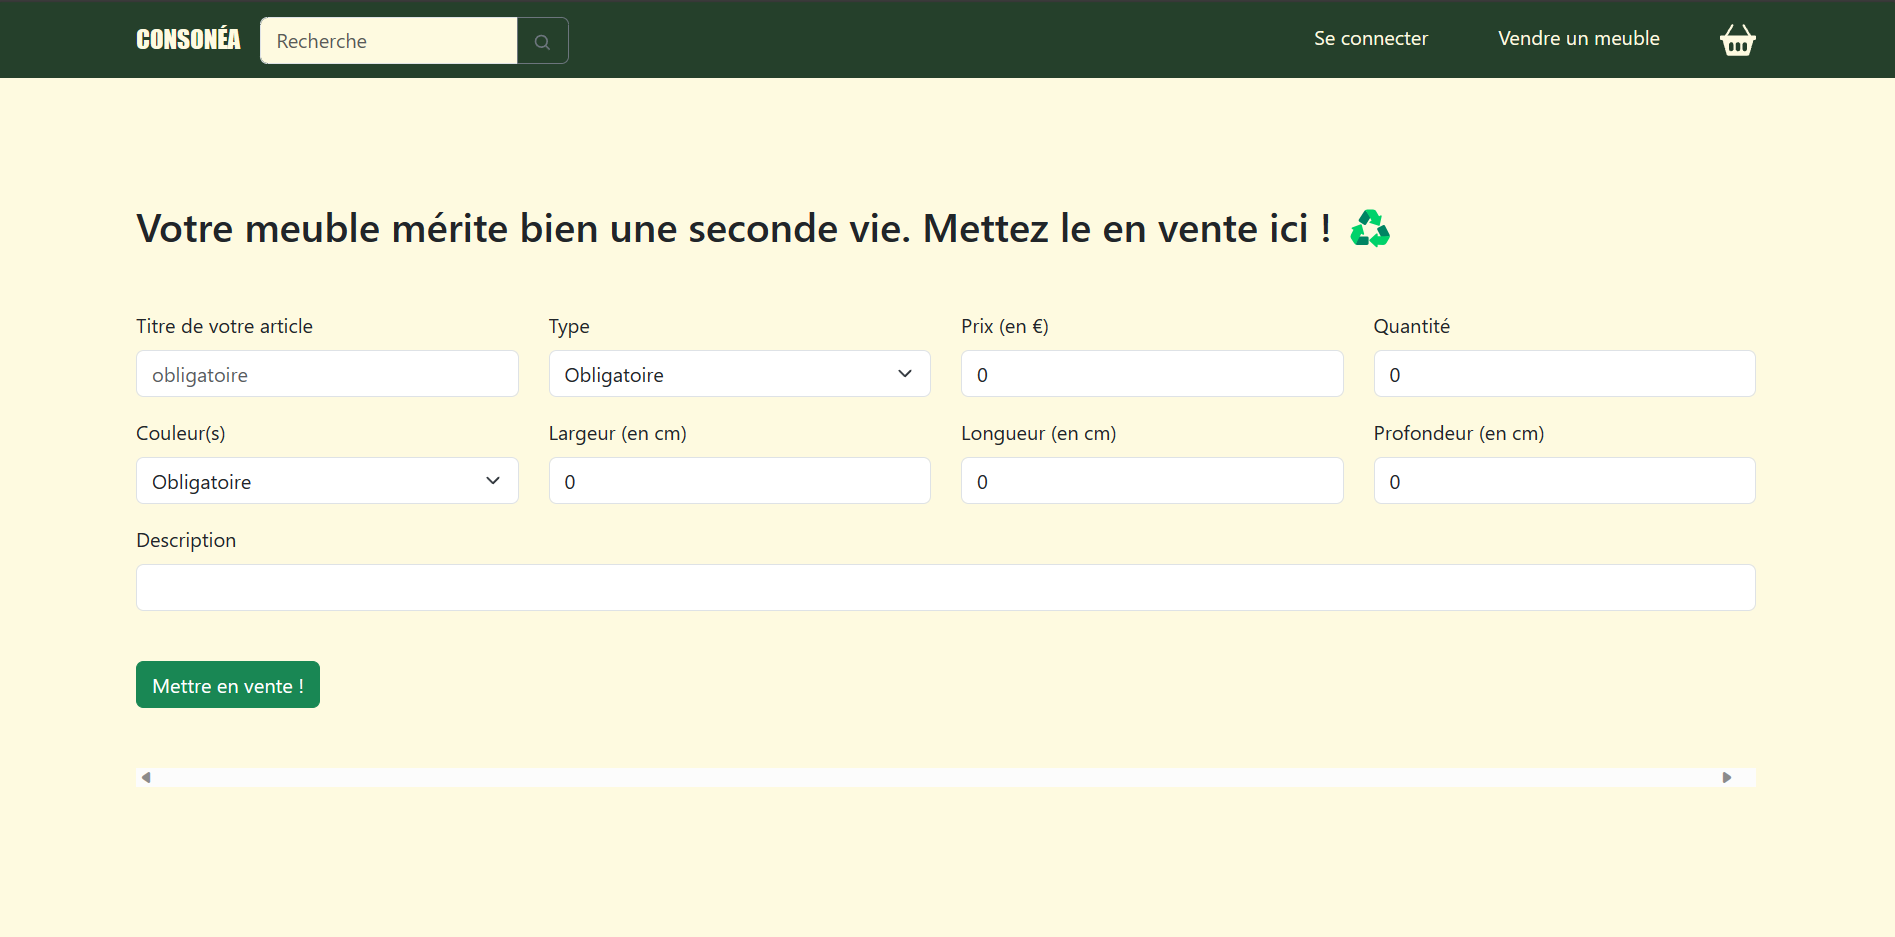 CONSONÉA
Recherche
Se connecter
Vendre un meuble
Votre meuble mérite bien une seconde vie. Mettez le en vente ici ! ♻
Titre de votre article
Type
Prix (en €)
Quantité
obligatoire
Obligatoire
0
0
Couleur(s)
Largeur (en cm)
Longueur (en cm)
Profondeur (en cm)
Obligatoire
0
0
0
Description
Mettre en vente !